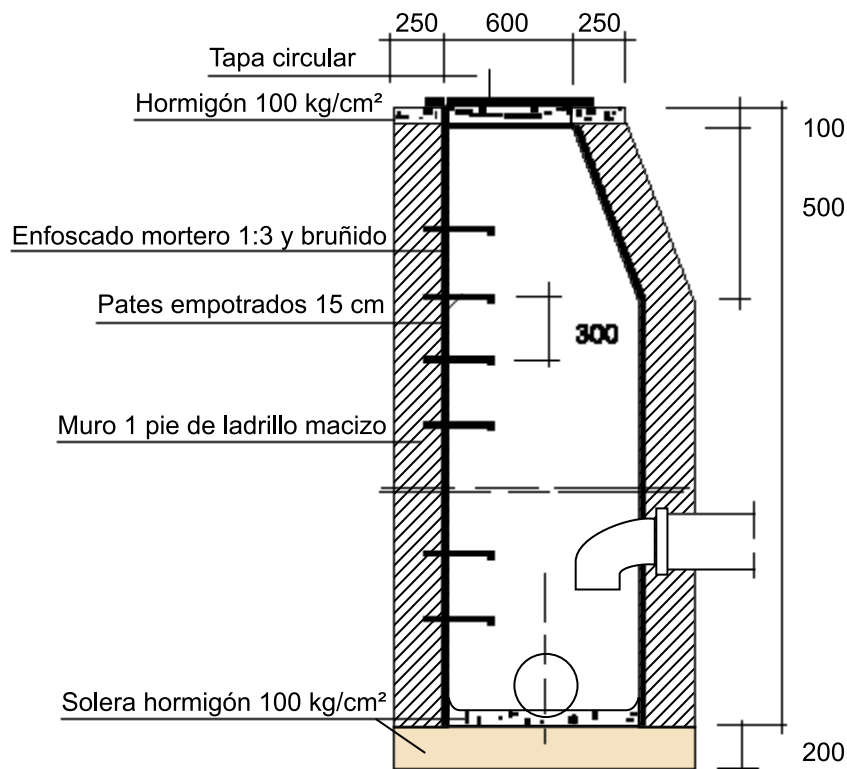 250 600 250
Tapa circular
Hormigón 100 kg/cm²
100
500
Enfoscado mortero 1:3 y bruñido
Pates empotrados 15 cm
300
Muro 1 pie de ladrillo macizo
Solera hormigón 100 kg/cm²
200